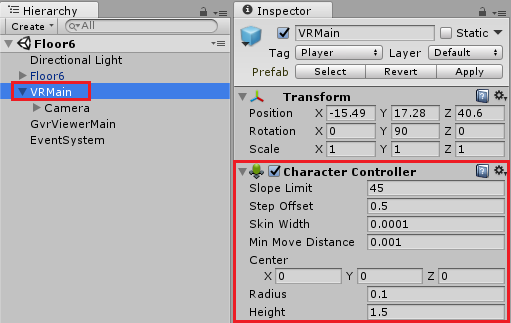 Hierarchy
Create All
Floor6
Directional Light
Floor6
VRMain
Camera
GvrViewerMain
EventSystem
Inspector
VRMain Static
Tag Player Layer Default
Prefab Select Revert Apply
Transform
Position X -15.49 Y 17.28 Z 40.6
Rotation X 0 Y 90 Z 0
Scale X 1 Y 1 Z 1
Character Controller
Slope Limit 45
Step Offset 0.5
Skin Width 0.0001
Min Move Distance 0.001
Center
X 0 Y 0 Z 0
Radius 0.1
Height 1.5